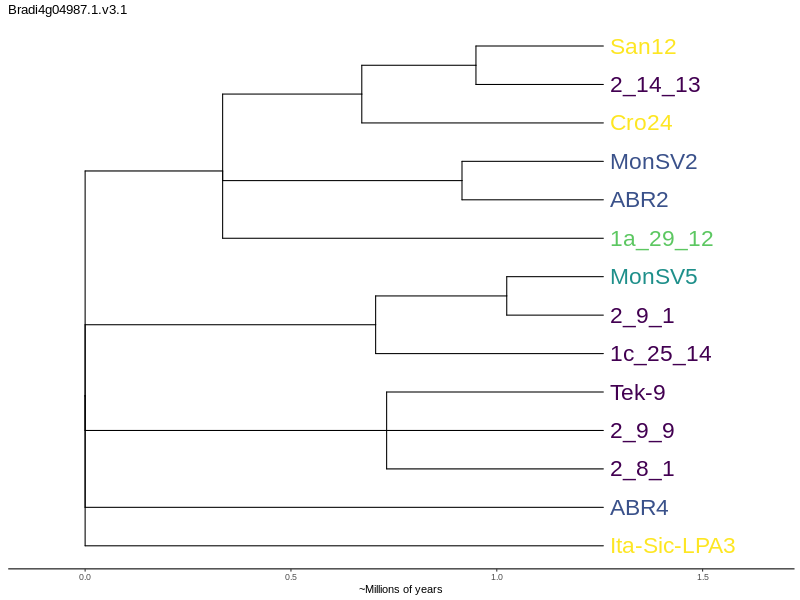 Bradi4g04987.1.v3.1
San12
2_14_13
Cro24
MonSV2
ABR2
1a_29_12
MonSV5
2_9_1
1c_25_14
Tek-9
2_9_9
2_8_1
ABR4
Ita-Sic-LPA3
0.0 0.5 1.0 1.5
~Millions of years